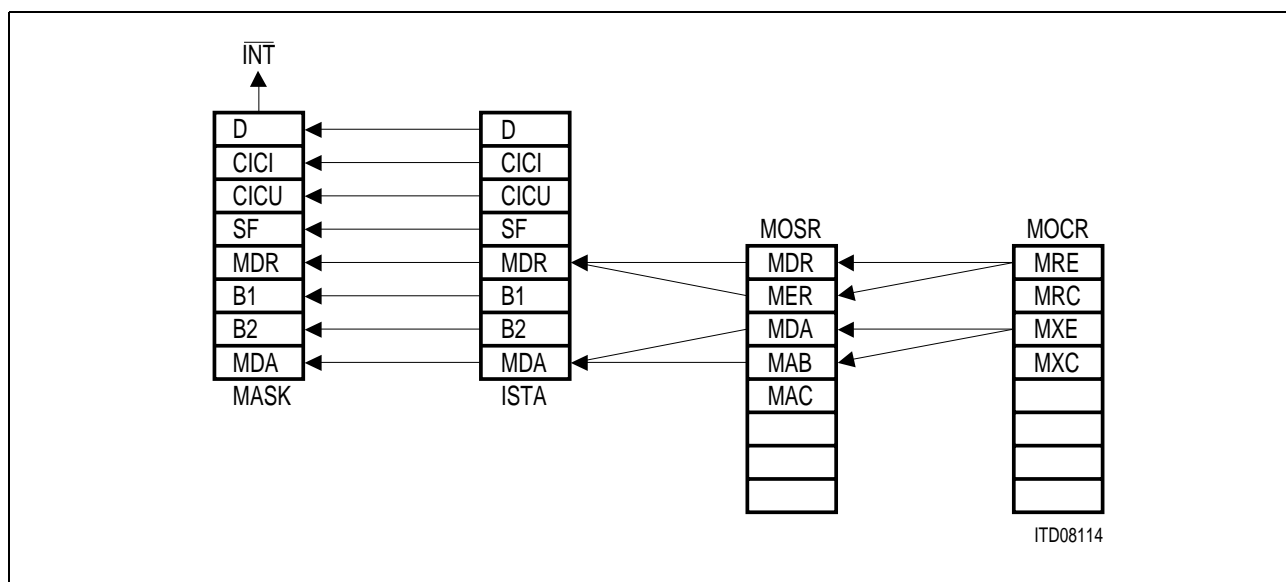 INT
D D
CICI CICI
CICU CICU
SF SF MOSR MOCR
MDR MDR MDR MRE
B1 B1 MER MRC
B2 B2 MDA MXE
MDA MDA MAB MXC
MASK ISTA MAC
ITD08114